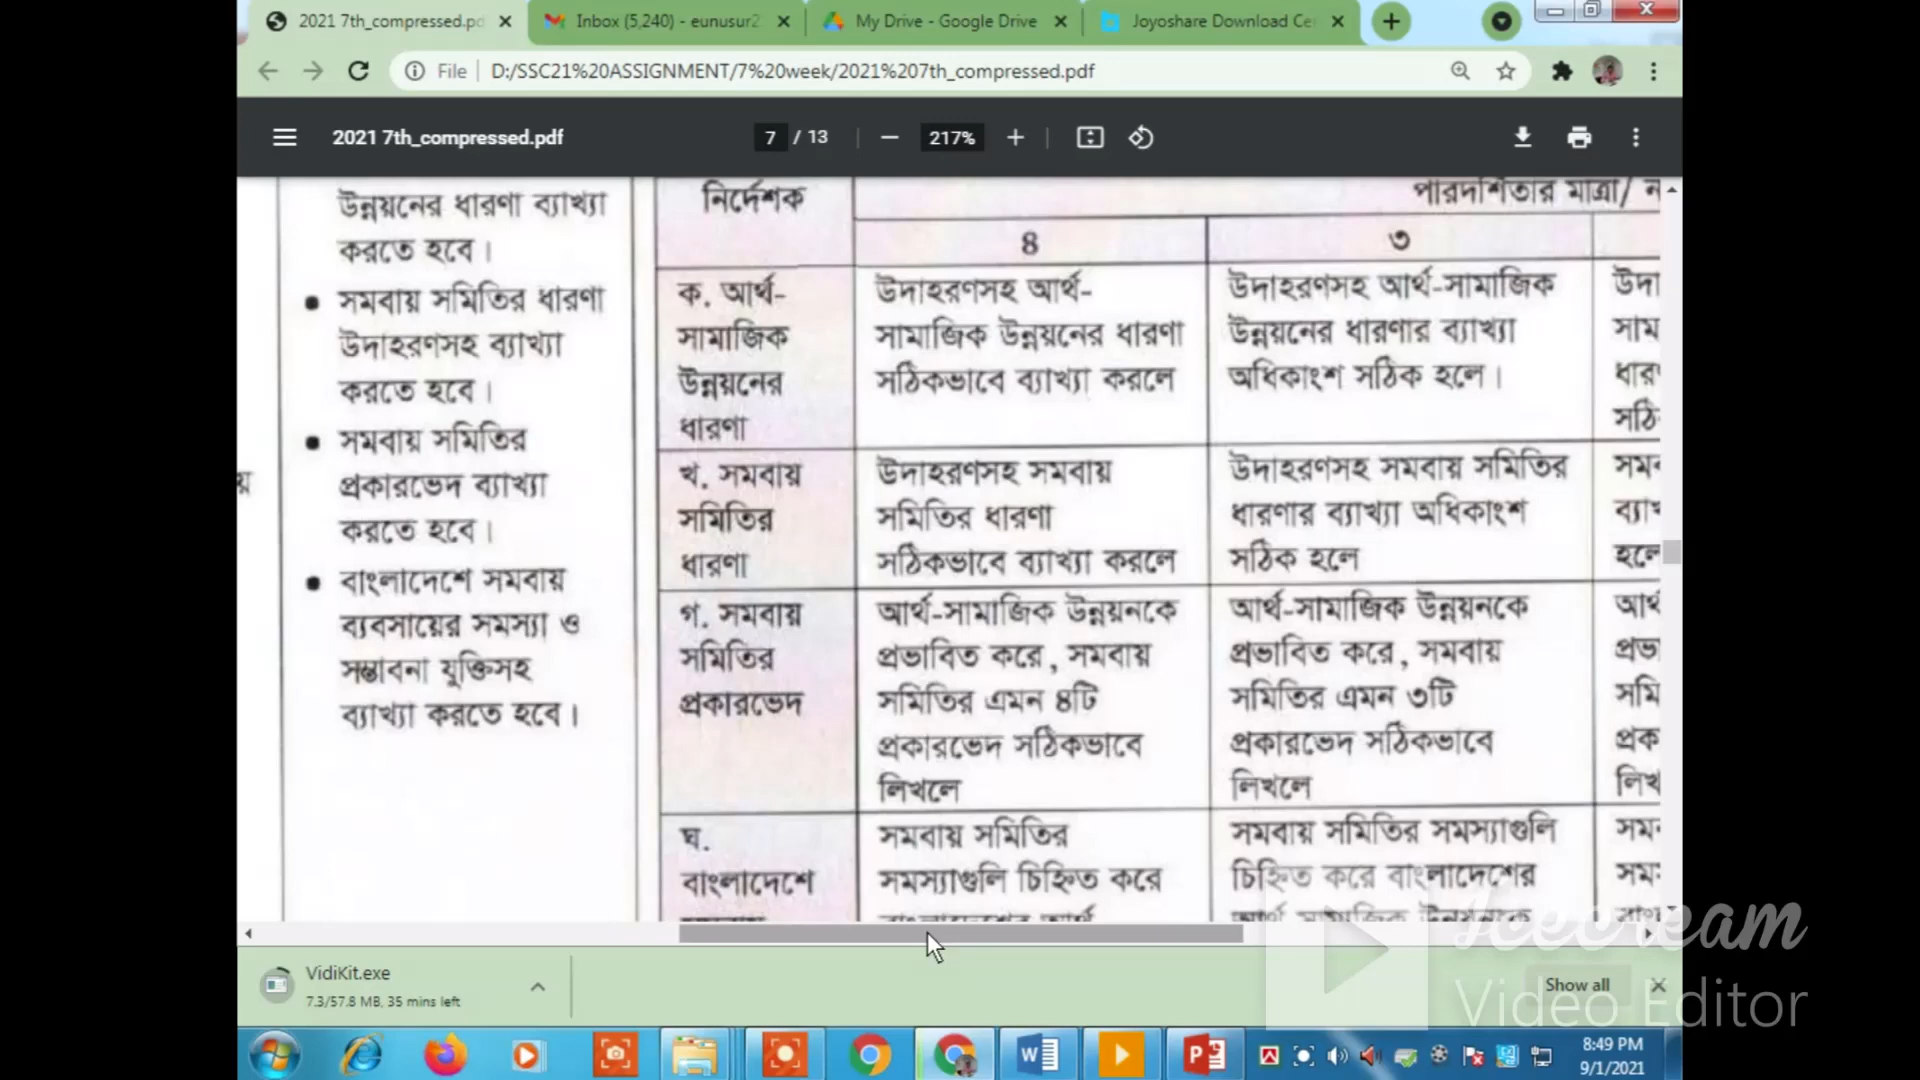 2021 7th_compressed.pd
Inbox (5,240) - eunusur2
My Drive - Google Drive
Joyoshare Download Ce
File
D:/SSC21%20ASSIGNMENT/7%20week/2021%207th_compressed.pdf
2021 7th_compressed.pdf
7 / 13
217%
উন্নয়নের ধারণা ব্যাখ্যা
করতে হবে।
● সমবায় সমিতির ধারণা
উদাহরণসহ ব্যাখ্যা
করতে হবে।
● সমবায় সমিতির
প্রকারভেদ ব্যাখ্যা
করতে হবে।
● বাংলাদেশে সমবায়
ব্যবসায়ের সমস্যা ও
সম্ভাবনা যুক্তিসহ
ব্যাখ্যা করতে হবে।
নির্দেশক
পারদর্শিতার মাত্রা/
৪
৩
ক. আর্থ-
সামাজিক
উন্নয়নের
ধারণা
উদাহরণসহ আর্থ-
সামাজিক উন্নয়নের ধারণা
সঠিকভাবে ব্যাখ্যা করলে
উদাহরণসহ আর্থ-সামাজিক
উন্নয়নের ধারণার ব্যাখ্যা
অধিকাংশ সঠিক হলে।
খ. সমবায়
সমিতির
ধারণা
উদাহরণসহ সমবায়
সমিতির ধারণা
সঠিকভাবে ব্যাখ্যা করলে
উদাহরণসহ সমবায় সমিতির
ধারণার ব্যাখ্যা অধিকাংশ
সঠিক হলে
হলে
গ. সমবায়
সমিতির
প্রকারভেদ
আর্থ-সামাজিক উন্নয়নকে
প্রভাবিত করে, সমবায়
সমিতির এমন ৪টি
প্রকারভেদ সঠিকভাবে
লিখলে
আর্থ-সামাজিক উন্নয়নকে
প্রভাবিত করে, সমবায়
সমিতির এমন ৩টি
প্রকারভেদ সঠিকভাবে
লিখলে
ঘ.
বাংলাদেশে
সমবায় সমিতির
সমস্যাগুলি চিহ্নিত করে
সমবায় সমিতির সমস্যাগুলি
চিহ্নিত করে বাংলাদেশের
Icecream
Video Editor
VidiKit.exe
7.3/57.8 MB, 35 mins left
Show all
8:49 PM
9/1/2021